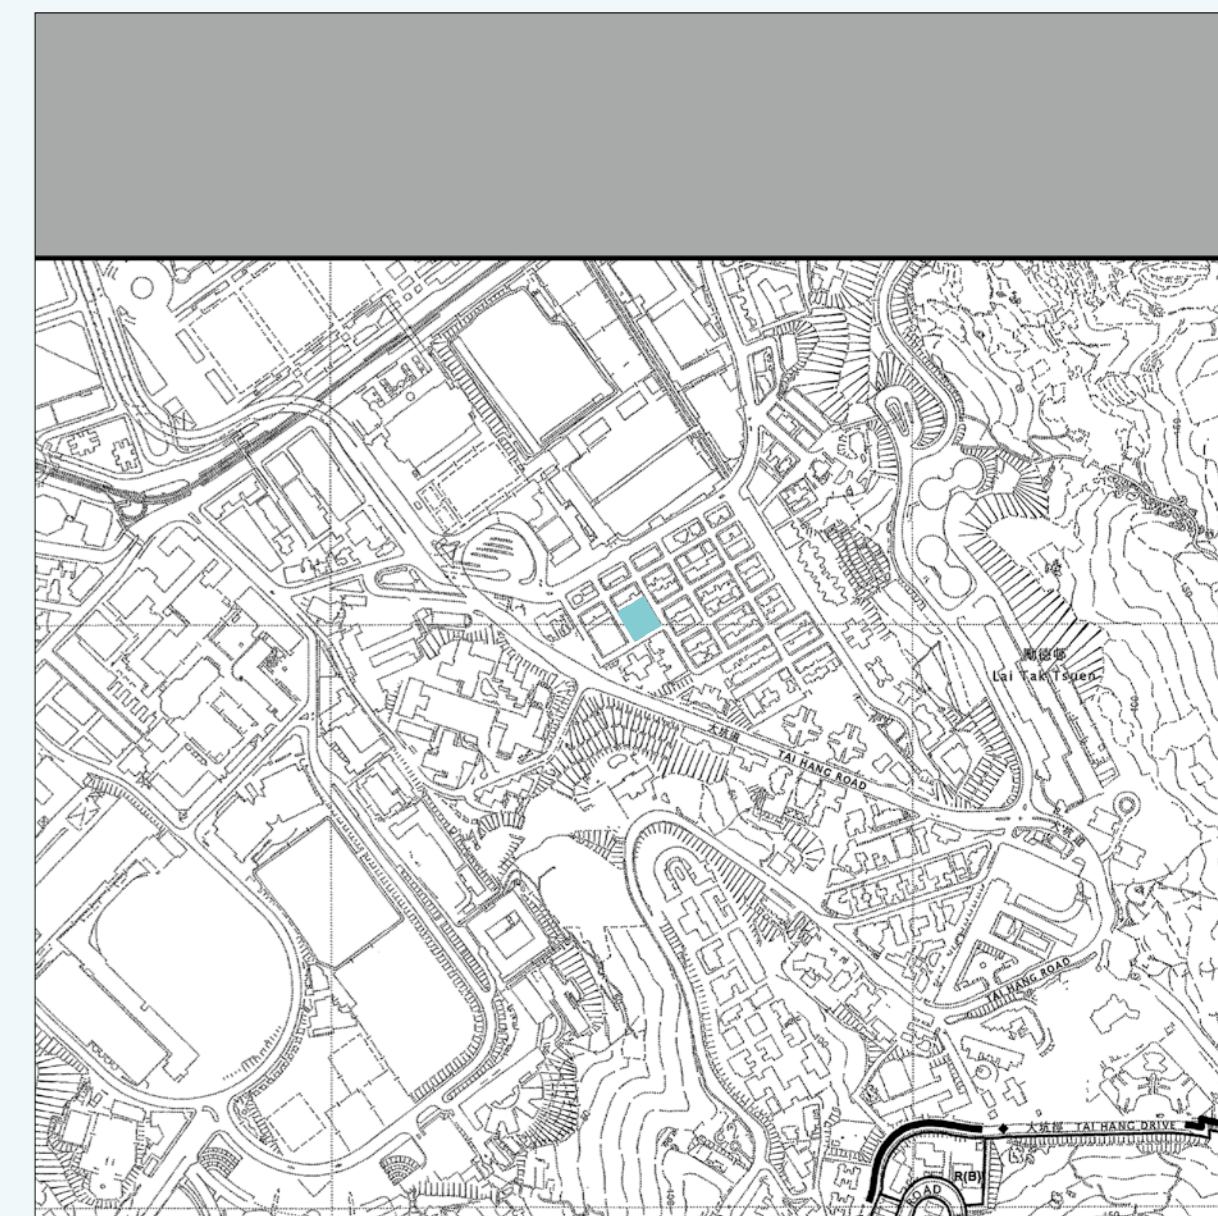 勵德邨
Lai Tak Tsuen
大坑道
TAI HANG ROAD
大坑道
TAI HANG ROAD
大坑徑 TAI HANG DRIVE
R(B)
ROAD